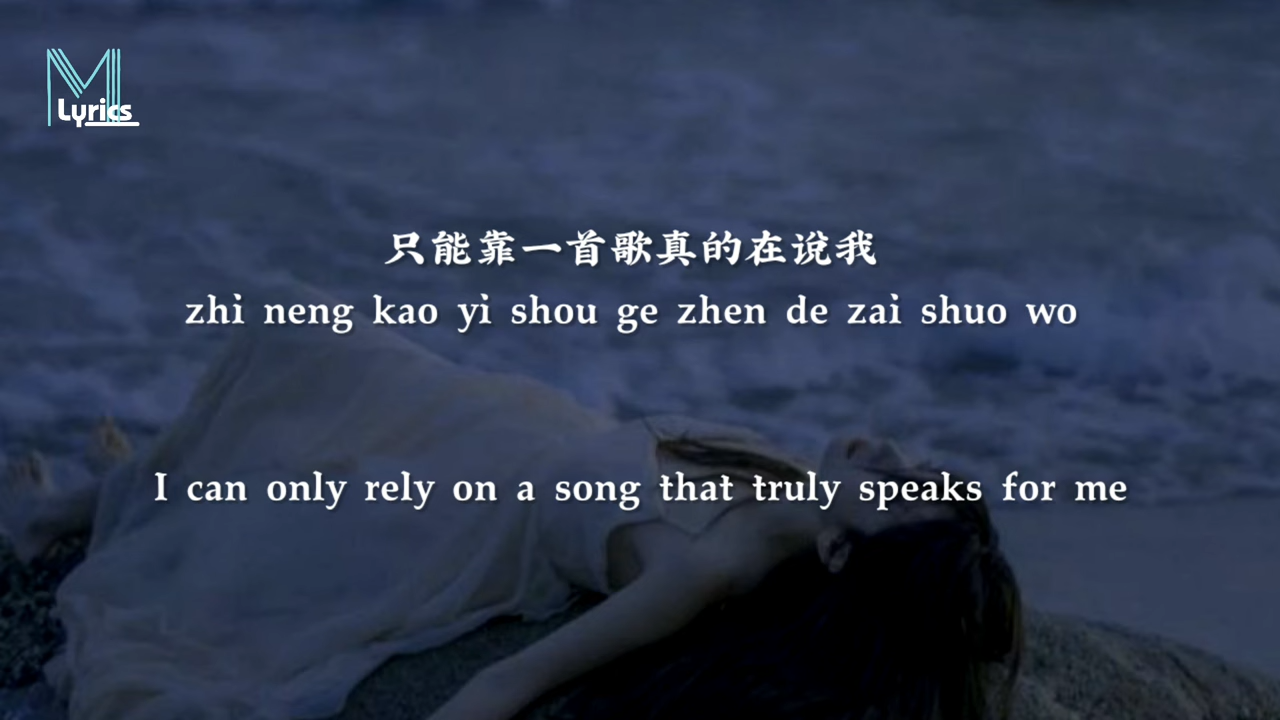 M
Lyrics
只能靠一首歌真的在说我
zhi neng kao yi shou ge zhen de zai shuo wo
I can only rely on a song that truly speaks for me